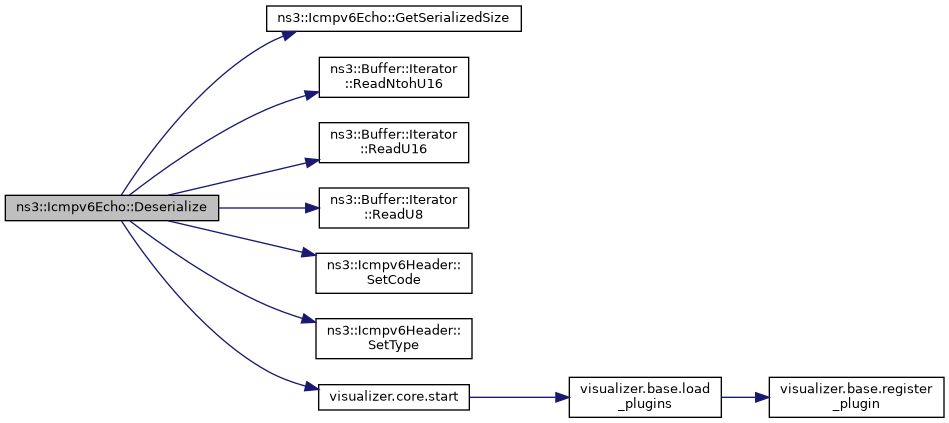 ns3::Icmpv6Echo::Deserialize
ns3::Icmpv6Echo::GetSerializedSize
ns3::Buffer::Iterator
::ReadNtohU16
ns3::Buffer::Iterator
::ReadU16
ns3::Buffer::Iterator
::ReadU8
ns3::Icmpv6Header::
SetCode
ns3::Icmpv6Header::
SetType
visualizer.core.start
visualizer.base.load
_plugins
visualizer.base.register
_plugin